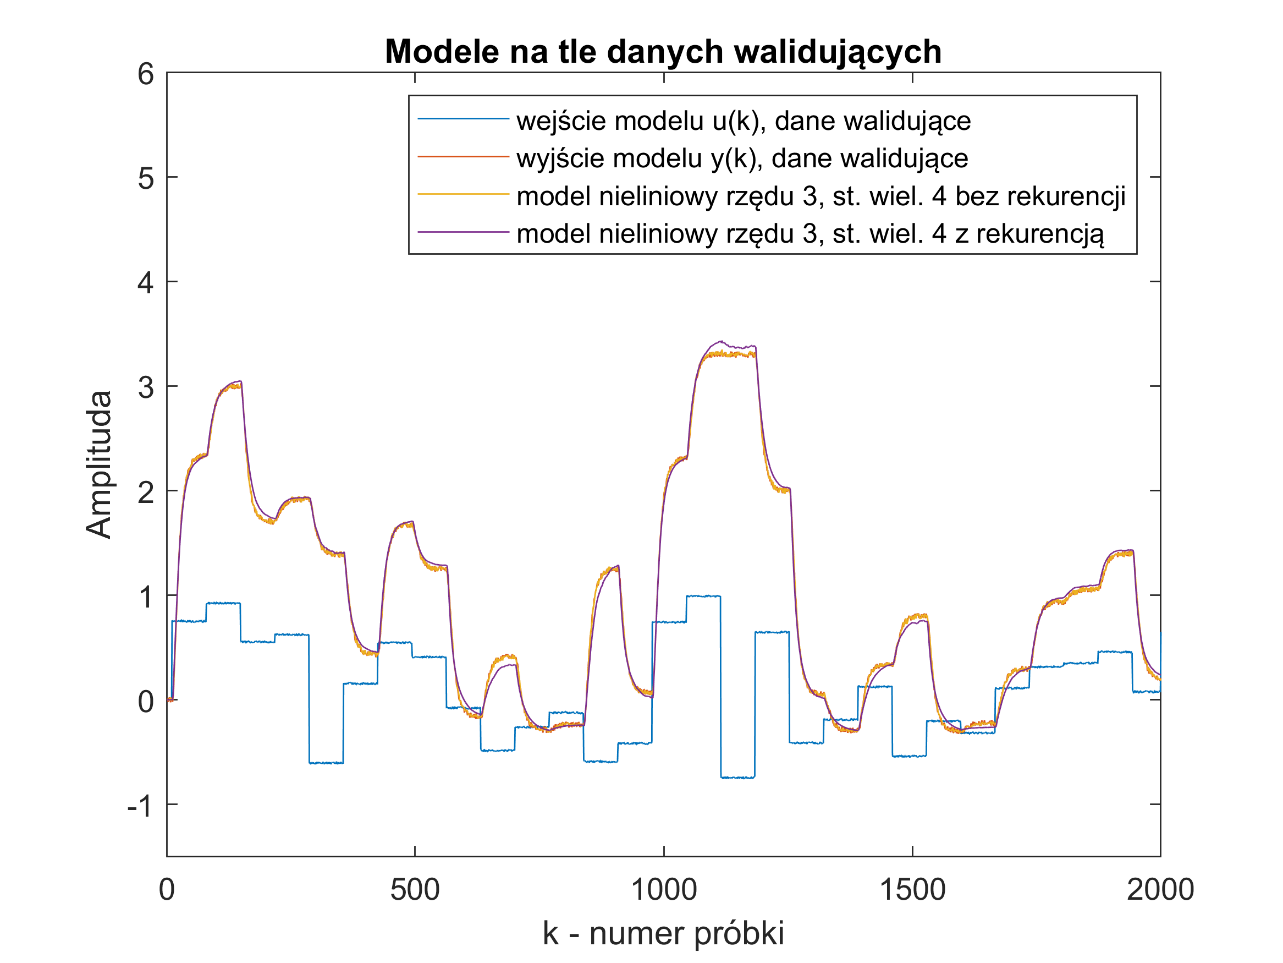 Modele na tle danych walidujących
6
5
4
3
2
1
0
-1
Amplituda
wejście modelu u(k), dane walidujące
wyjście modelu y(k), dane walidujące
model nieliniowy rzędu 3, st. wiel. 4 bez rekurencji
model nieliniowy rzędu 3, st. wiel. 4 z rekurencją
0 500 1000 1500 2000
k - numer próbki